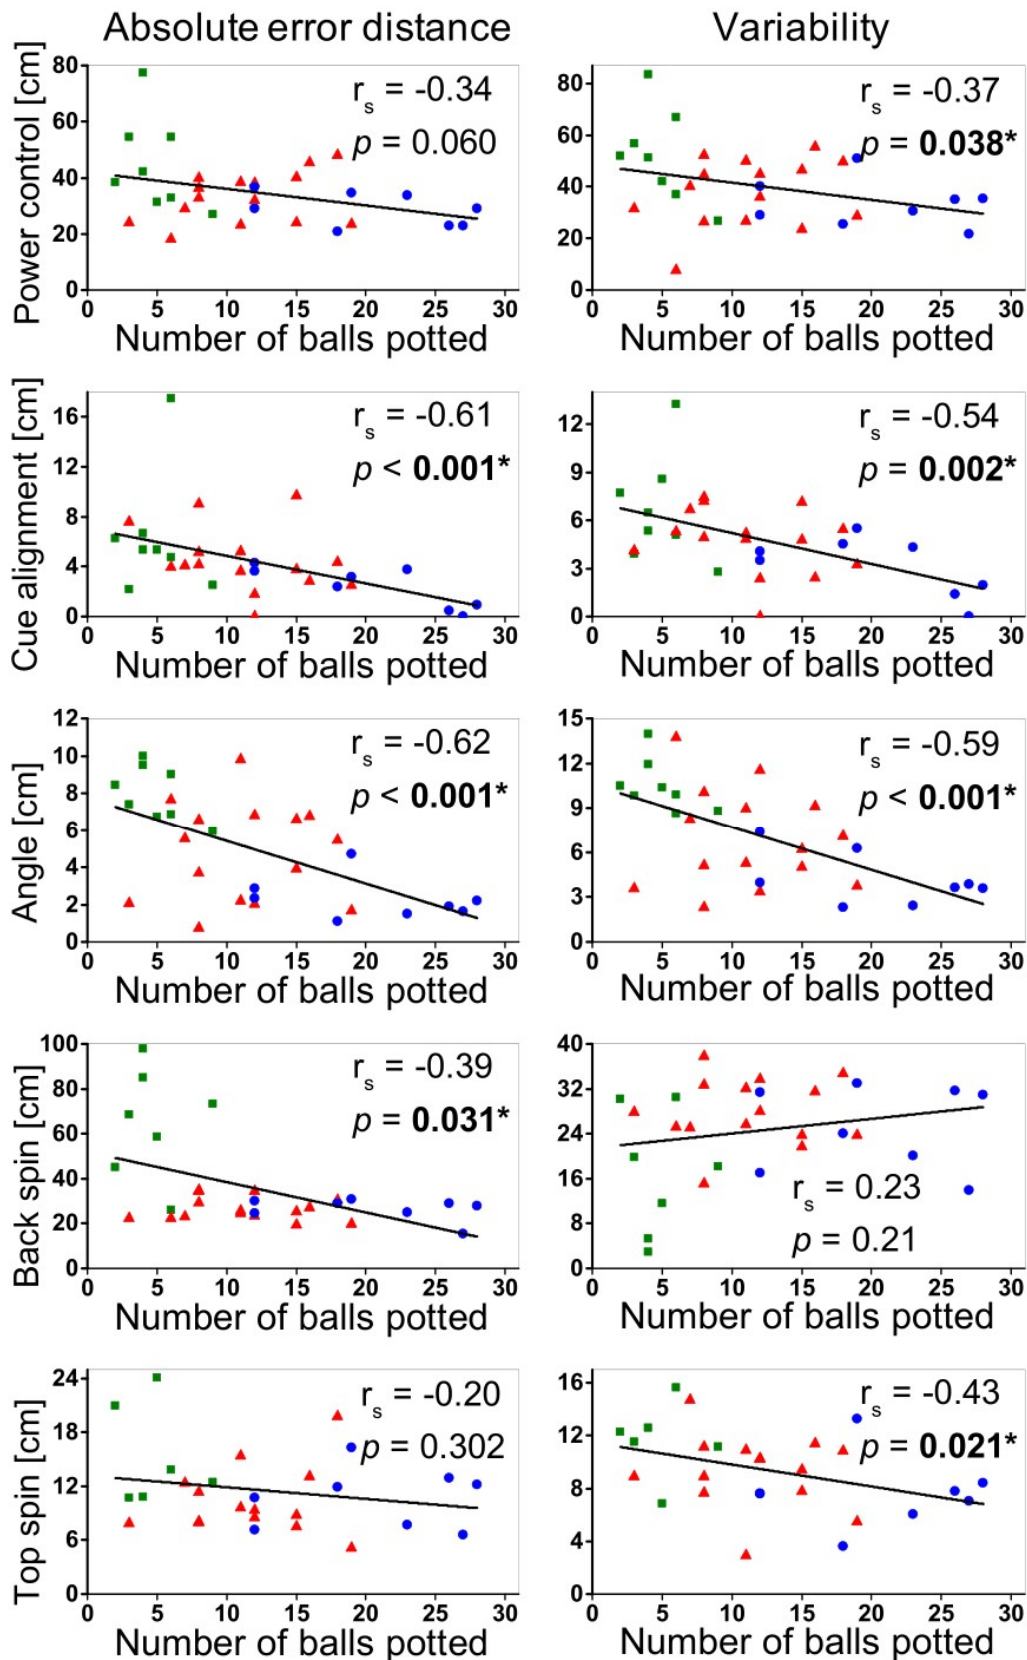 Absolute error distance
Variability
Power control [cm]
80
60
40
20
0
r_s = -0.34
p = 0.060
0 5 10 15 20 25 30
Number of balls potted
80
60
40
20
0
r_s = -0.37
p = 0.038*
0 5 10 15 20 25 30
Number of balls potted
Cue alignment [cm]
16
12
8
4
0
r_s = -0.61
p < 0.001*
0 5 10 15 20 25 30
Number of balls potted
12
9
6
3
0
r_s = -0.54
p = 0.002*
0 5 10 15 20 25 30
Number of balls potted
Angle [cm]
12
10
8
6
4
2
0
r_s = -0.62
p < 0.001*
0 5 10 15 20 25 30
Number of balls potted
15
12
9
6
3
0
r_s = -0.59
p < 0.001*
0 5 10 15 20 25 30
Number of balls potted
Back spin [cm]
100
80
60
40
20
0
r_s = -0.39
p = 0.031*
0 5 10 15 20 25 30
Number of balls potted
40
32
24
16
8
0
r_s = 0.23
p = 0.21
0 5 10 15 20 25 30
Number of balls potted
Top spin [cm]
24
18
12
6
0
r_s = -0.20
p = 0.302
0 5 10 15 20 25 30
Number of balls potted
16
12
8
4
0
r_s = -0.43
p = 0.021*
0 5 10 15 20 25 30
Number of balls potted